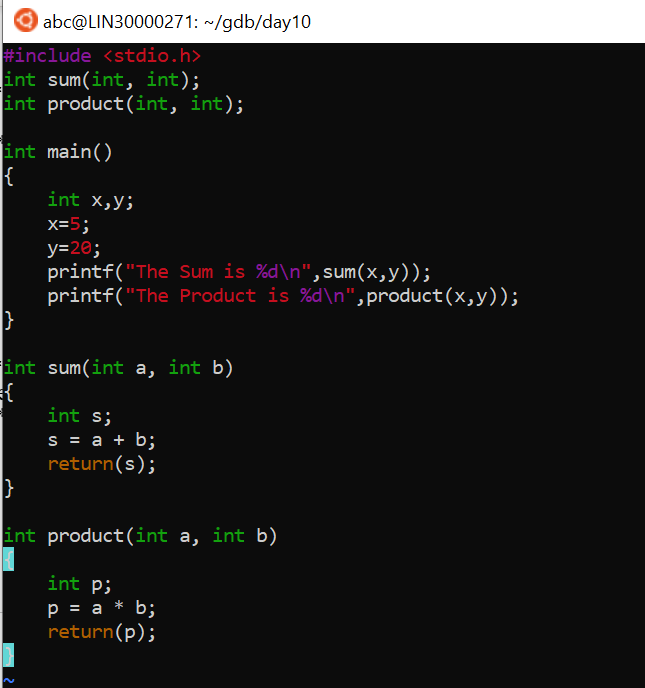 abc@LIN30000271: ~/gdb/day10
#include <stdio.h>
int sum(int, int);
int product(int, int);

int main()
{
    int x,y;
    x=5;
    y=20;
    printf("The Sum is %d\n",sum(x,y));
    printf("The Product is %d\n",product(x,y));
}

int sum(int a, int b)
{
    int s;
    s = a + b;
    return(s);
}

int product(int a, int b)
{
    int p;
    p = a * b;
    return(p);
}
~